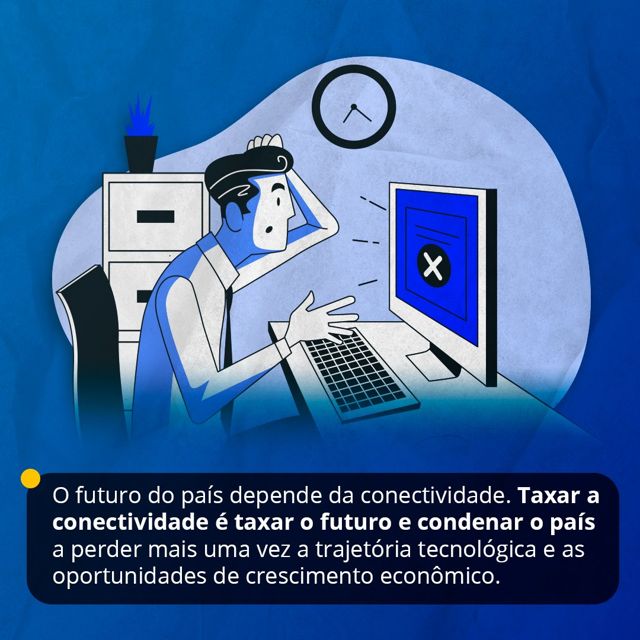 O futuro do país depende da conectividade. Taxar a
conectividade é taxar o futuro e condenar o país
a perder mais uma vez a trajetória tecnológica e as
oportunidades de crescimento econômico.